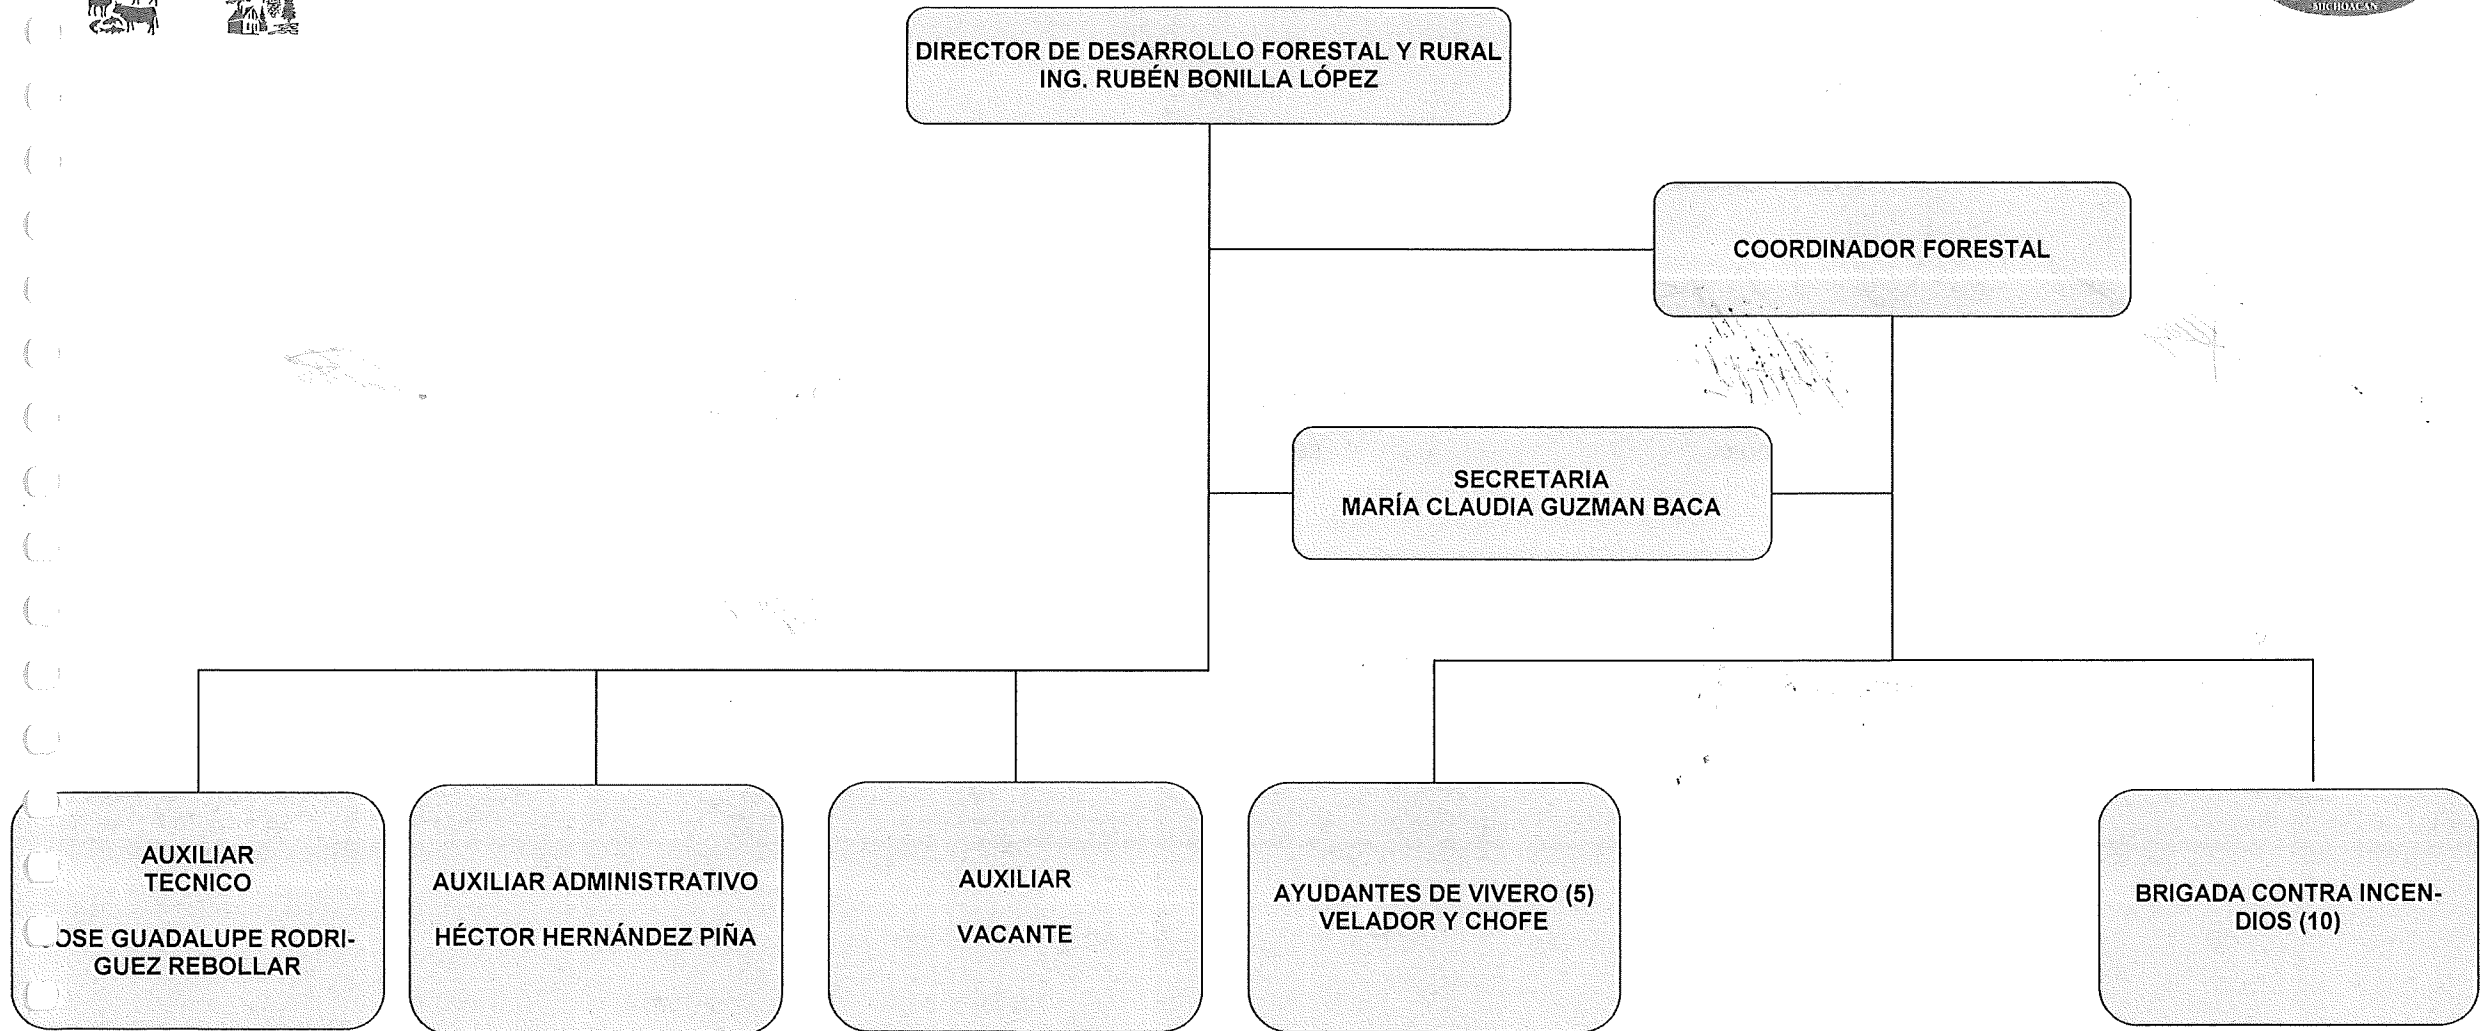 MICHOACAN
DIRECTOR DE DESARROLLO FORESTAL Y RURAL
ING. RUBÉN BONILLA LÓPEZ
COORDINADOR FORESTAL
SECRETARIA
MARÍA CLAUDIA GUZMAN BACA
AUXILIAR
TECNICO
OSE GUADALUPE RODRI-
GUEZ REBOLLAR
AUXILIAR ADMINISTRATIVO
HÉCTOR HERNÁNDEZ PIÑA
AUXILIAR
VACANTE
AYUDANTES DE VIVERO (5)
VELADOR Y CHOFE
BRIGADA CONTRA INCEN-
DIOS (10)